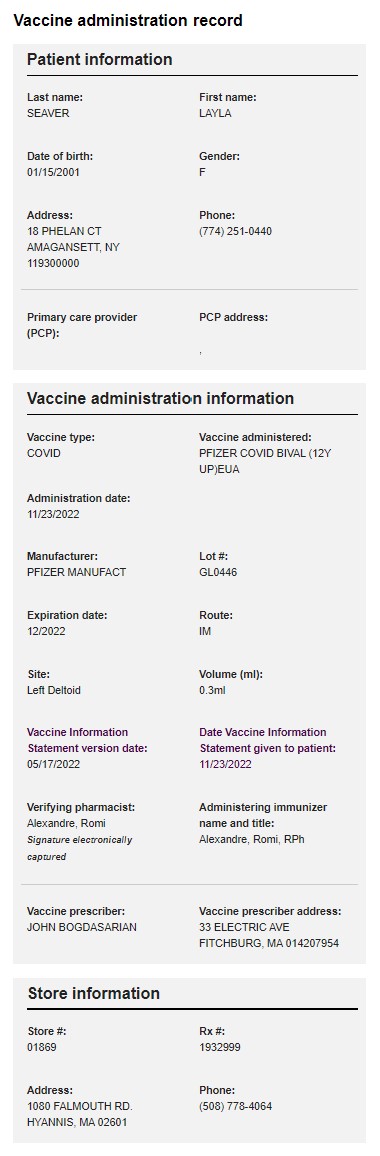 Vaccine administration record
Patient information
Last name:
SEAVER
First name:
LAYLA
Date of birth:
01/15/2001
Gender:
F
Address:
18 PHELAN CT
AMAGANSETT, NY
119300000
Phone:
(774) 251-0440
Primary care provider
(PCP):
PCP address:
,
Vaccine administration information
Vaccine type:
COVID
Vaccine administered:
PFIZER COVID BIVAL (12Y
UP)EUA
Administration date:
11/23/2022
Manufacturer:
PFIZER MANUFACT
Lot #:
GL0446
Expiration date:
12/2022
Route:
IM
Site:
Left Deltoid
Volume (ml):
0.3ml
Vaccine Information
Statement version date:
05/17/2022
Date Vaccine Information
Statement given to patient:
11/23/2022
Verifying pharmacist:
Alexandre, Romi
Signature electronically
captured
Administering immunizer
name and title:
Alexandre, Romi, RPh
Vaccine prescriber:
JOHN BOGDASARIAN
Vaccine prescriber address:
33 ELECTRIC AVE
FITCHBURG, MA 014207954
Store information
Store #:
01869
Rx #:
1932999
Address:
1080 FALMOUTH RD.
HYANNIS, MA 02601
Phone:
(508) 778-4064